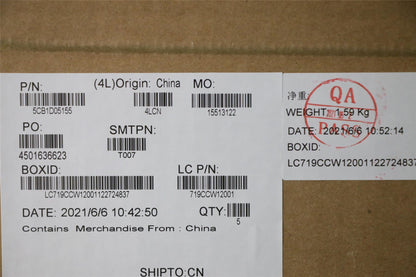 P/N:
(4L)Origin: China
MO:
5CB1D05155
4LCN
15513122
PO:
SMTPN:
4501636623
T007
BOXID:
LC P/N:
LC719CCW12001122724837
719CCW12001
DATE: 2021/6/6 10:42:50
QTY:
5
Contains Merchandise From : China
SHIPTO:CN
净重:
QA
PASS
WEIGHT: 1.59 Kg
DATE: 2021/6/6 10:52:14
BOXID:
LC719CCW12001122724837